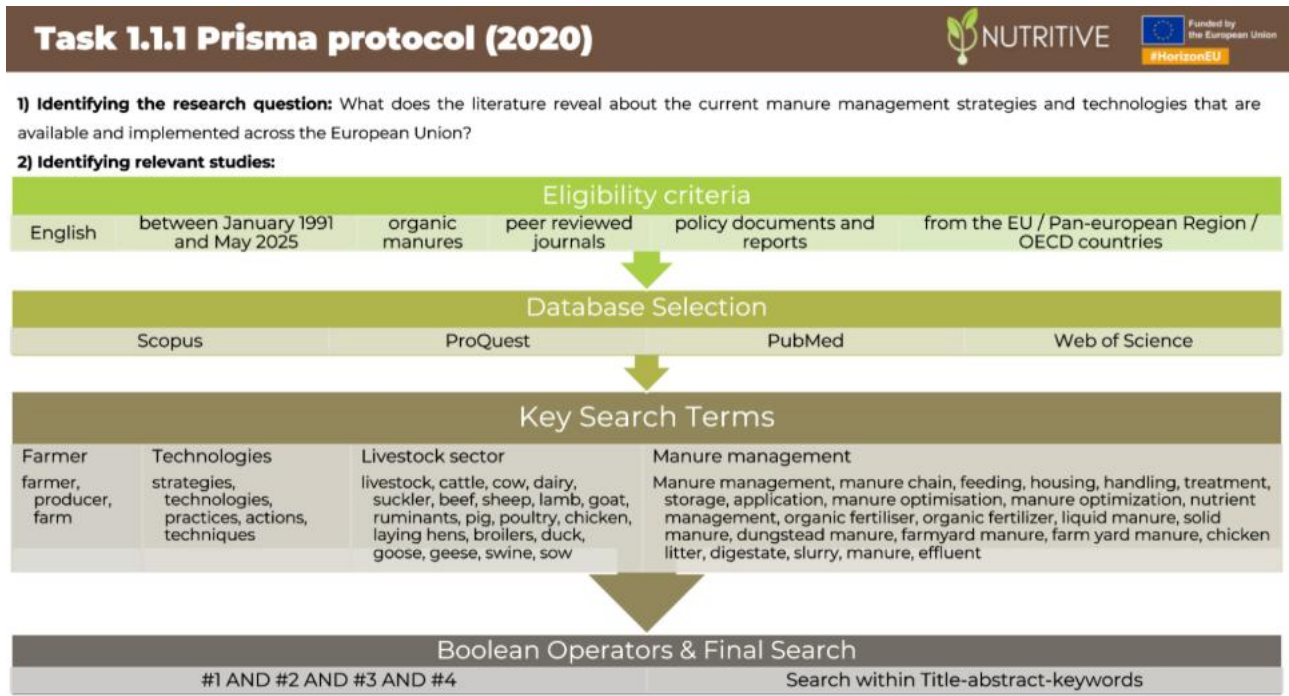 Task 1.1.1 Prisma protocol (2020)
NUTRITIVE
Funded by
the European Union
#HorizonEU
1) Identifying the research question: What does the literature reveal about the current manure management strategies and technologies that are
available and implemented across the European Union?
2) Identifying relevant studies:
Eligibility criteria
English
between January 1991
and May 2025
organic
manures
peer reviewed
journals
policy documents and
reports
from the EU / Pan-european Region /
OECD countries
Database Selection
Scopus
ProQuest
PubMed
Web of Science
Key Search Terms
Farmer
farmer,
producer,
farm
Technologies
strategies,
technologies,
practices, actions,
techniques
Livestock sector
livestock, cattle, cow, dairy,
suckler, beef, sheep, lamb, goat,
ruminants, pig, poultry, chicken,
laying hens, broilers, duck,
goose, geese, swine, sow
Manure management
Manure management, manure chain, feeding, housing, handling, treatment,
storage, application, manure optimisation, manure optimization, nutrient
management, organic fertiliser, organic fertilizer, liquid manure, solid
manure, dungstead manure, farmyard manure, farm yard manure, chicken
litter, digestate, slurry, manure, effluent
Boolean Operators & Final Search
#1 AND #2 AND #3 AND #4
Search within Title-abstract-keywords